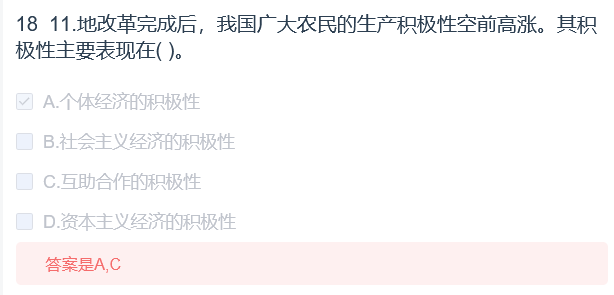 18 11.地改革完成后，我国广大农民的生产积极性空前高涨。其积
极性主要表现在( )。
A.个体经济的积极性
B.社会主义经济的积极性
C.互助合作的积极性
D.资本主义经济的积极性
答案是A,C